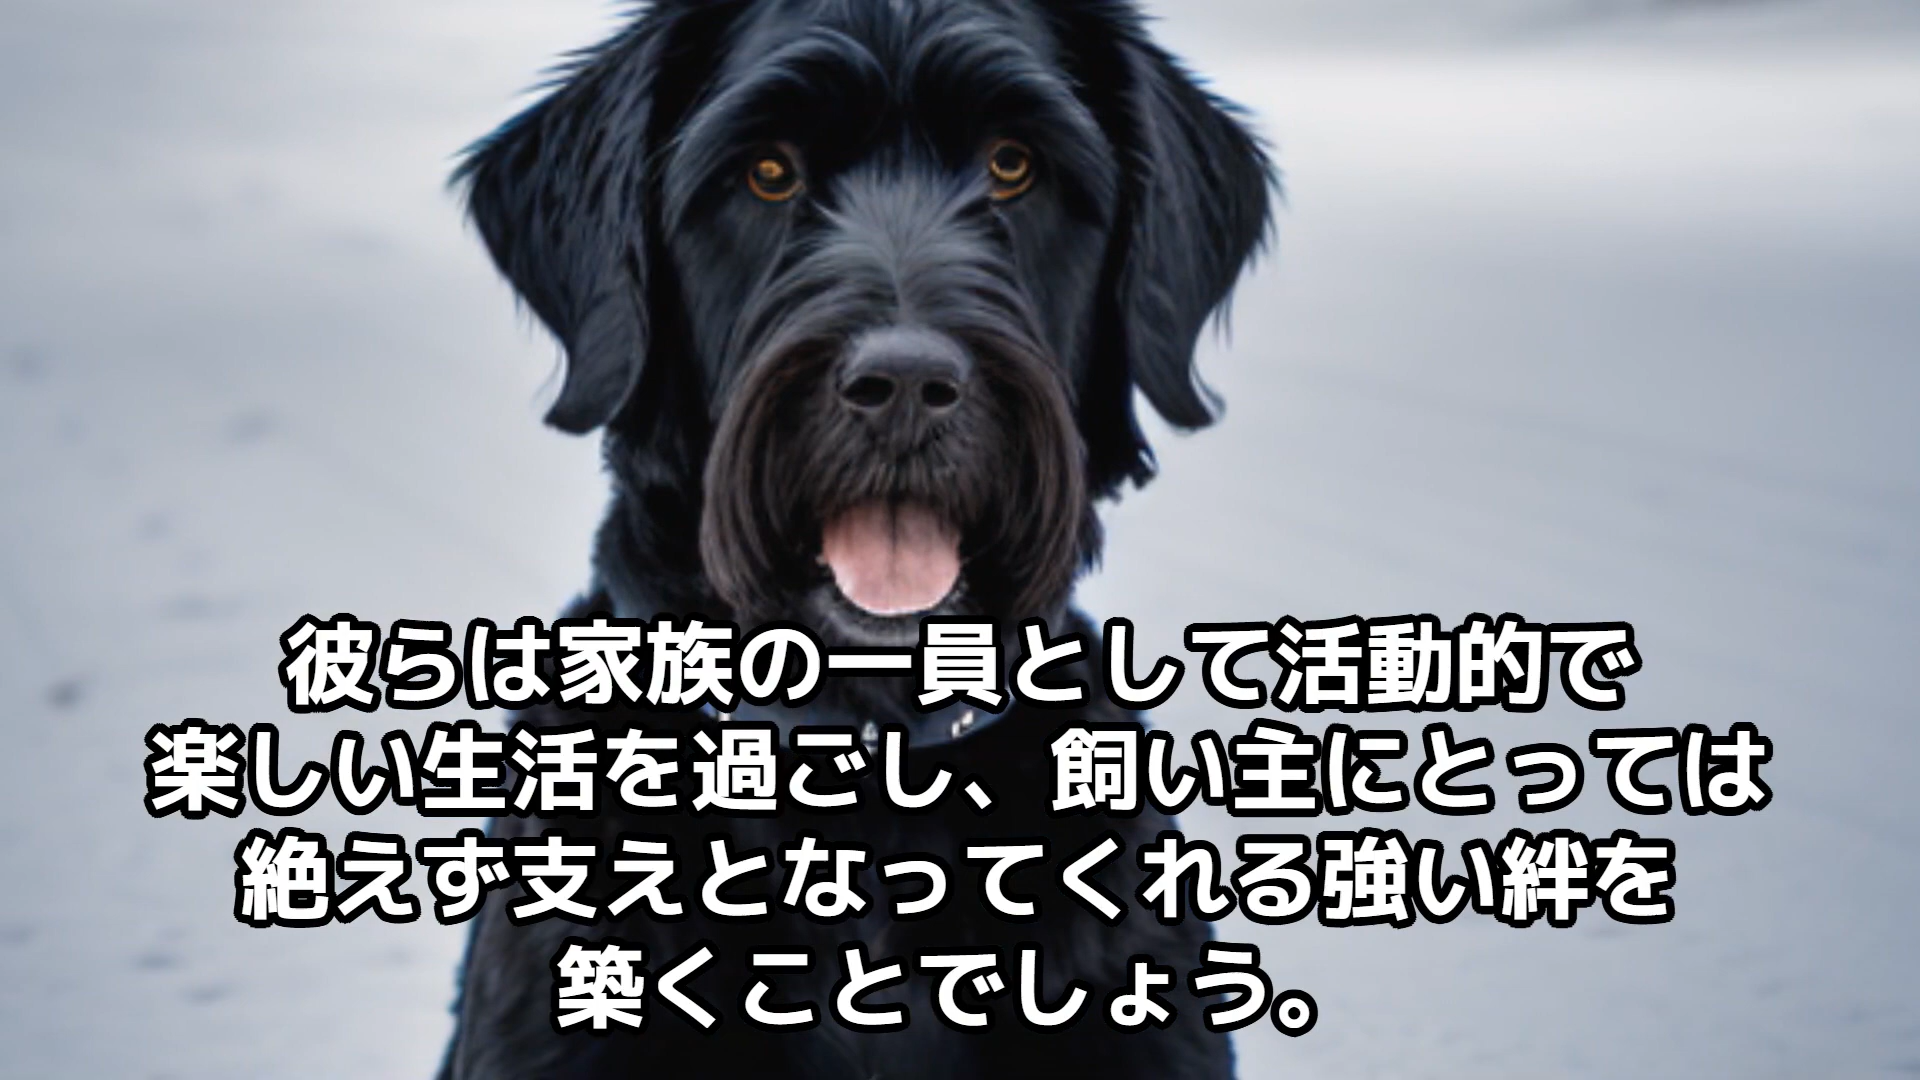 彼らは家族の一員として活動的で
楽しい生活を過ごし、飼い主にとっては
絶えず支えとなってくれる強い絆を
築くことでしょう。